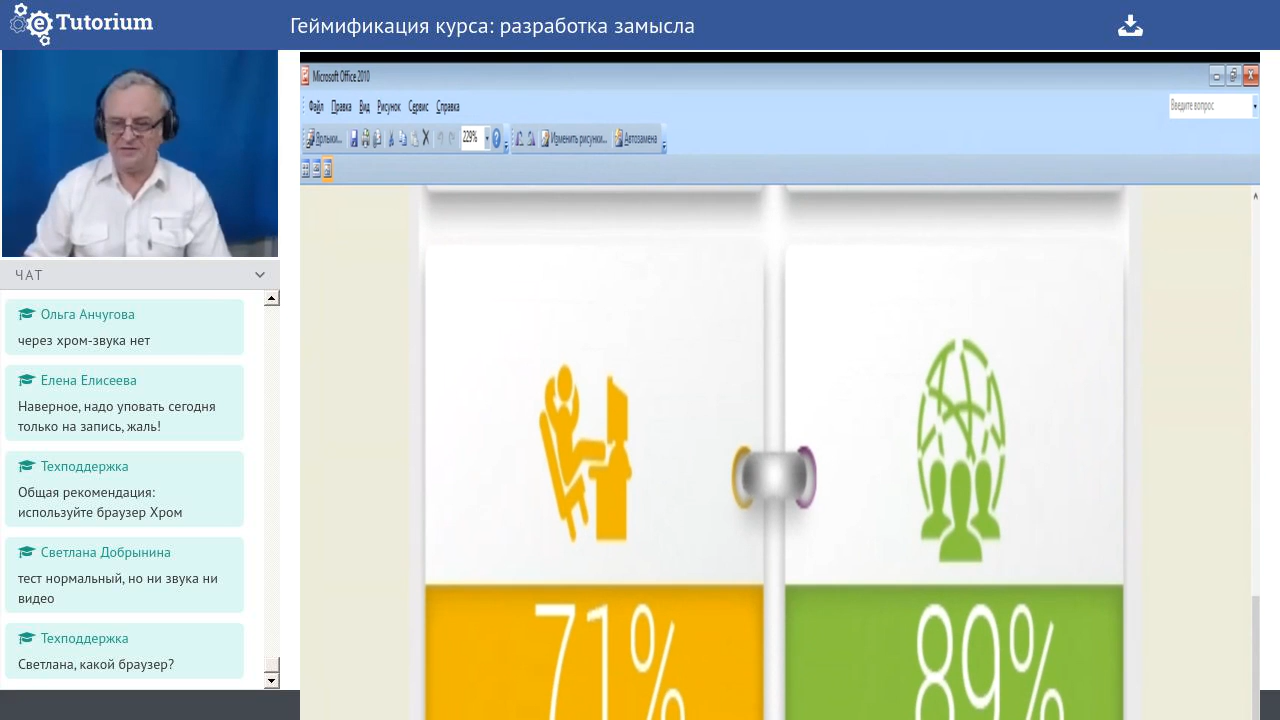 eTutorium
Геймификация курса: разработка замысла
Microsoft Office 2010
Файл Правка Вид Рисунок Сервис Справка
Введите вопрос
Ярлыки... 229% Изменить рисунки... Автозамена
ЧАТ
Ольга Анчугова
через хром-звука нет
Елена Елисеева
Наверное, надо уповать сегодня
только на запись, жаль!
Техподдержка
Общая рекомендация:
используйте браузер Хром
Светлана Добрынина
тест нормальный, но ни звука ни
видео
Техподдержка
Светлана, какой браузер?
71% 89%